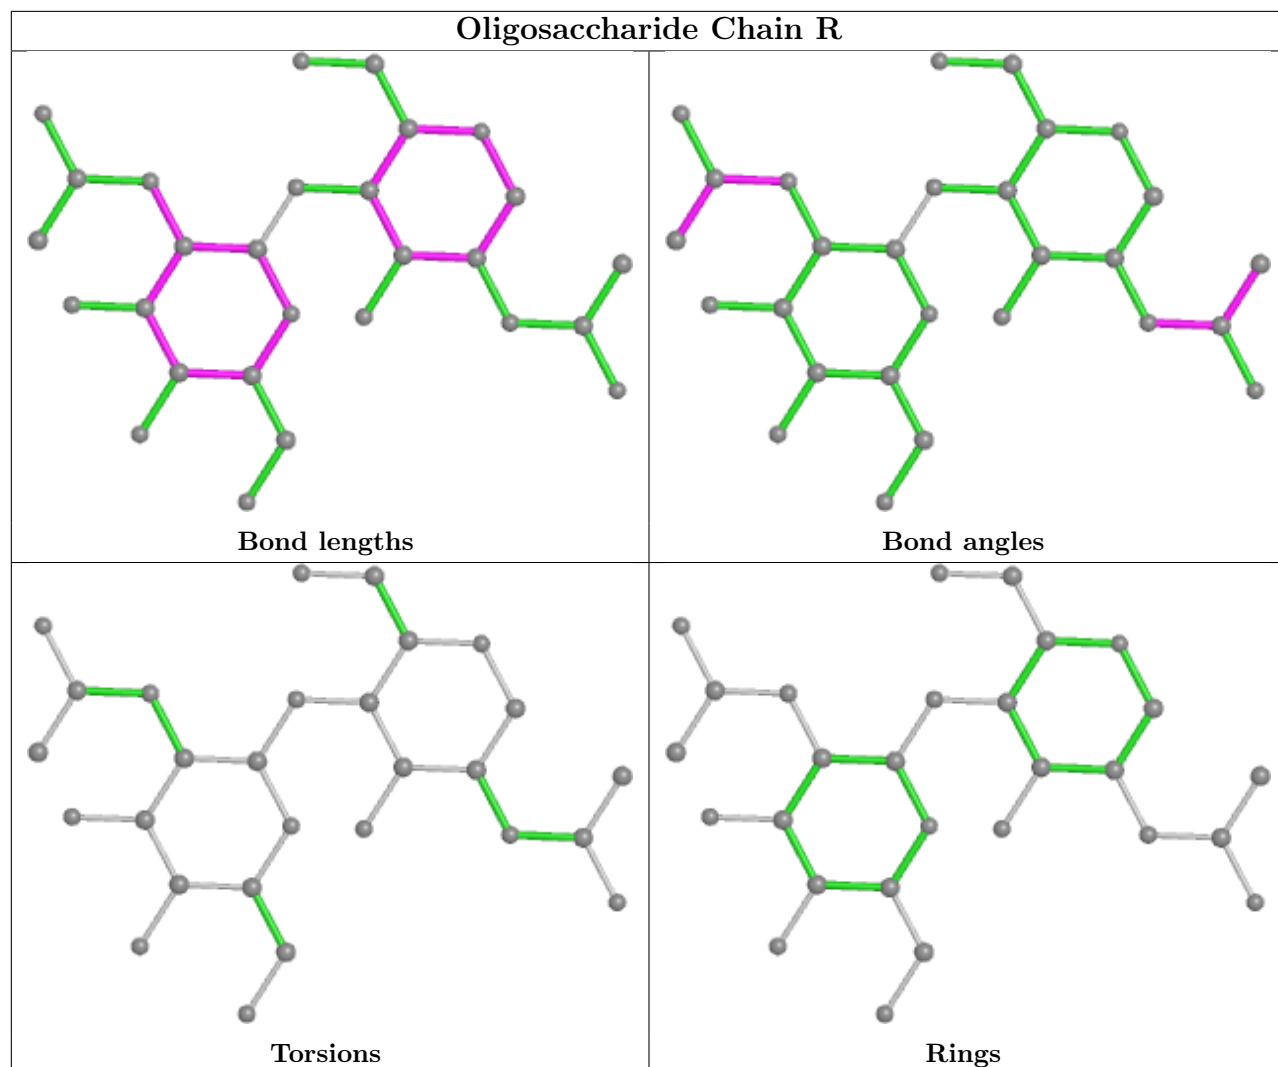 Oligosaccharide Chain R
Bond lengths
Bond angles
Torsions
Rings